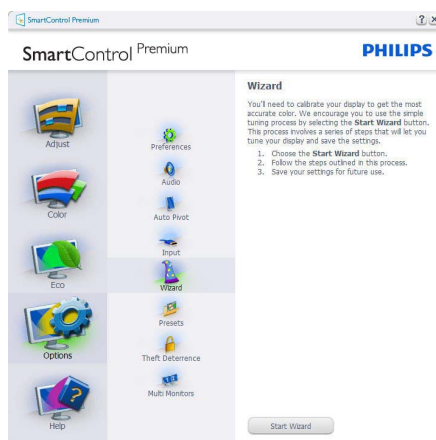 SmartControl Premium
SmartControl Premium
PHILIPS
Adjust
Color
Eco
Options
Help
Preferences
Audio
Auto Pivot
Input
Wizard
Presets
Theft Deterrence
Multi Monitors
Wizard
You'll need to calibrate your display to get the most
accurate color. We encourage you to use the simple
tuning process by selecting the Start Wizard button.
This process involves a series of steps that will let you
tune your display and save the settings.
1. Choose the Start Wizard button.
2. Follow the steps outlined in this process.
3. Save your settings for future use.
Start Wizard